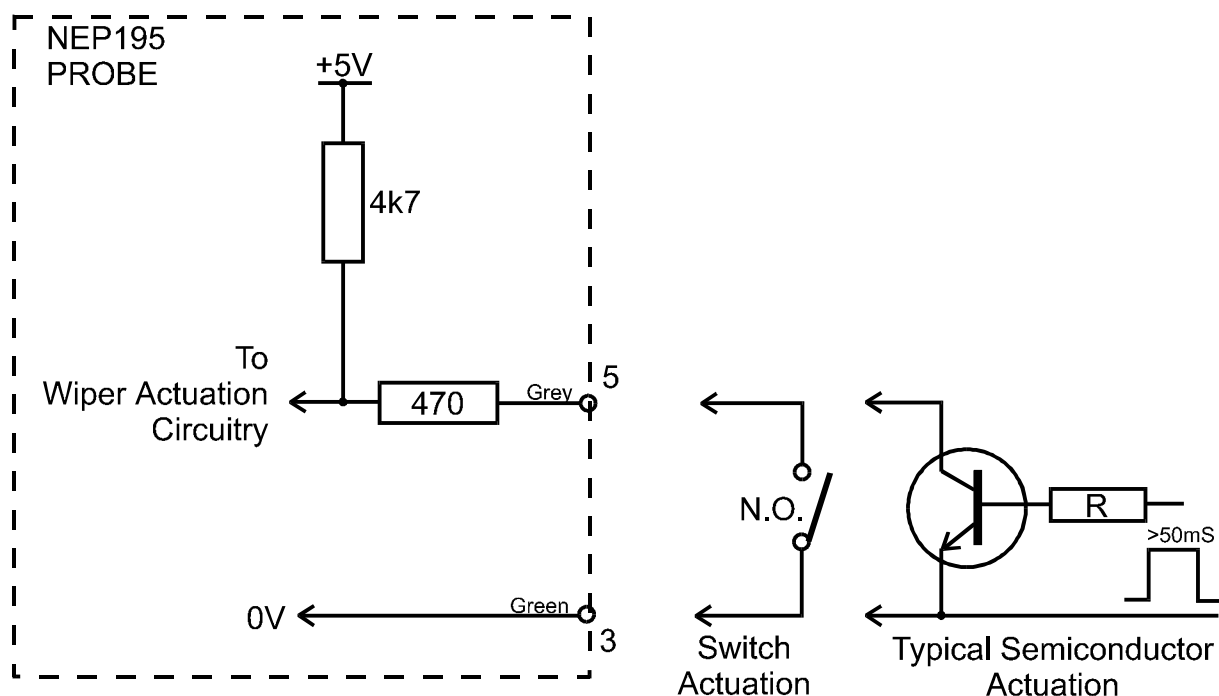 NEP195
PROBE
+5V
4k7
To
Wiper Actuation
Circuitry
470
Grey
5
N.O.
R
>50mS
0V
Green
3
Switch
Actuation
Typical Semiconductor
Actuation